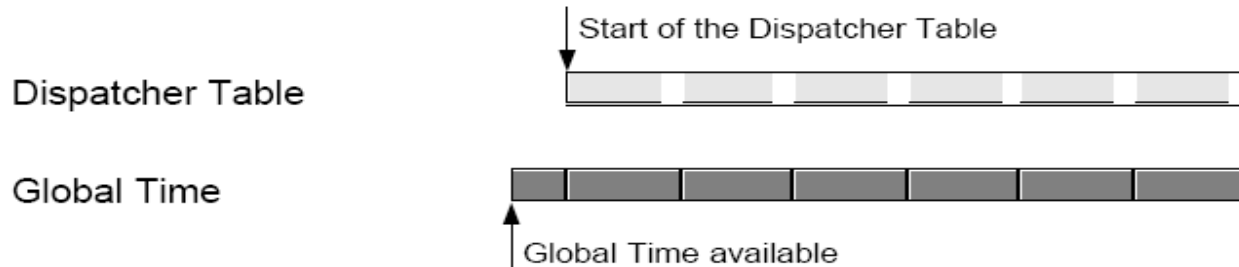 Start of the Dispatcher Table
Dispatcher Table
Global Time
Global Time available